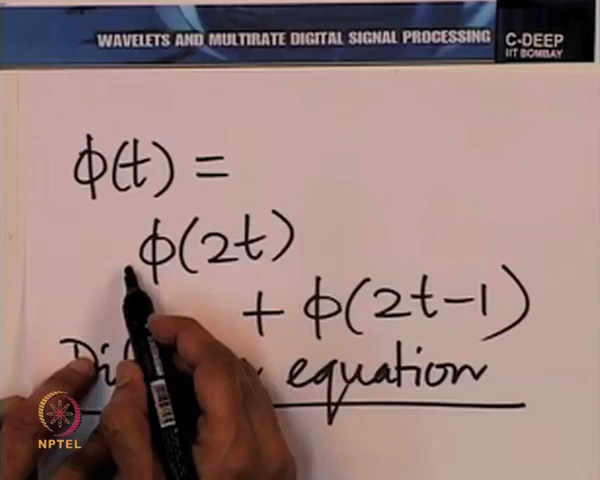 WAVELETS AND MULTIRATE DIGITAL SIGNAL PROCESSING
C-DEEP
IIT BOMBAY
ϕ(t) =
ϕ(2t)
+ ϕ(2t-1)
equation
NPTEL